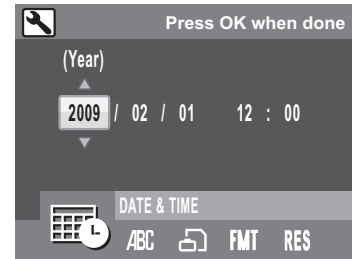 Press OK when done
(Year)
2009 / 02 / 01 12 : 00
DATE & TIME
ABC FMT RES